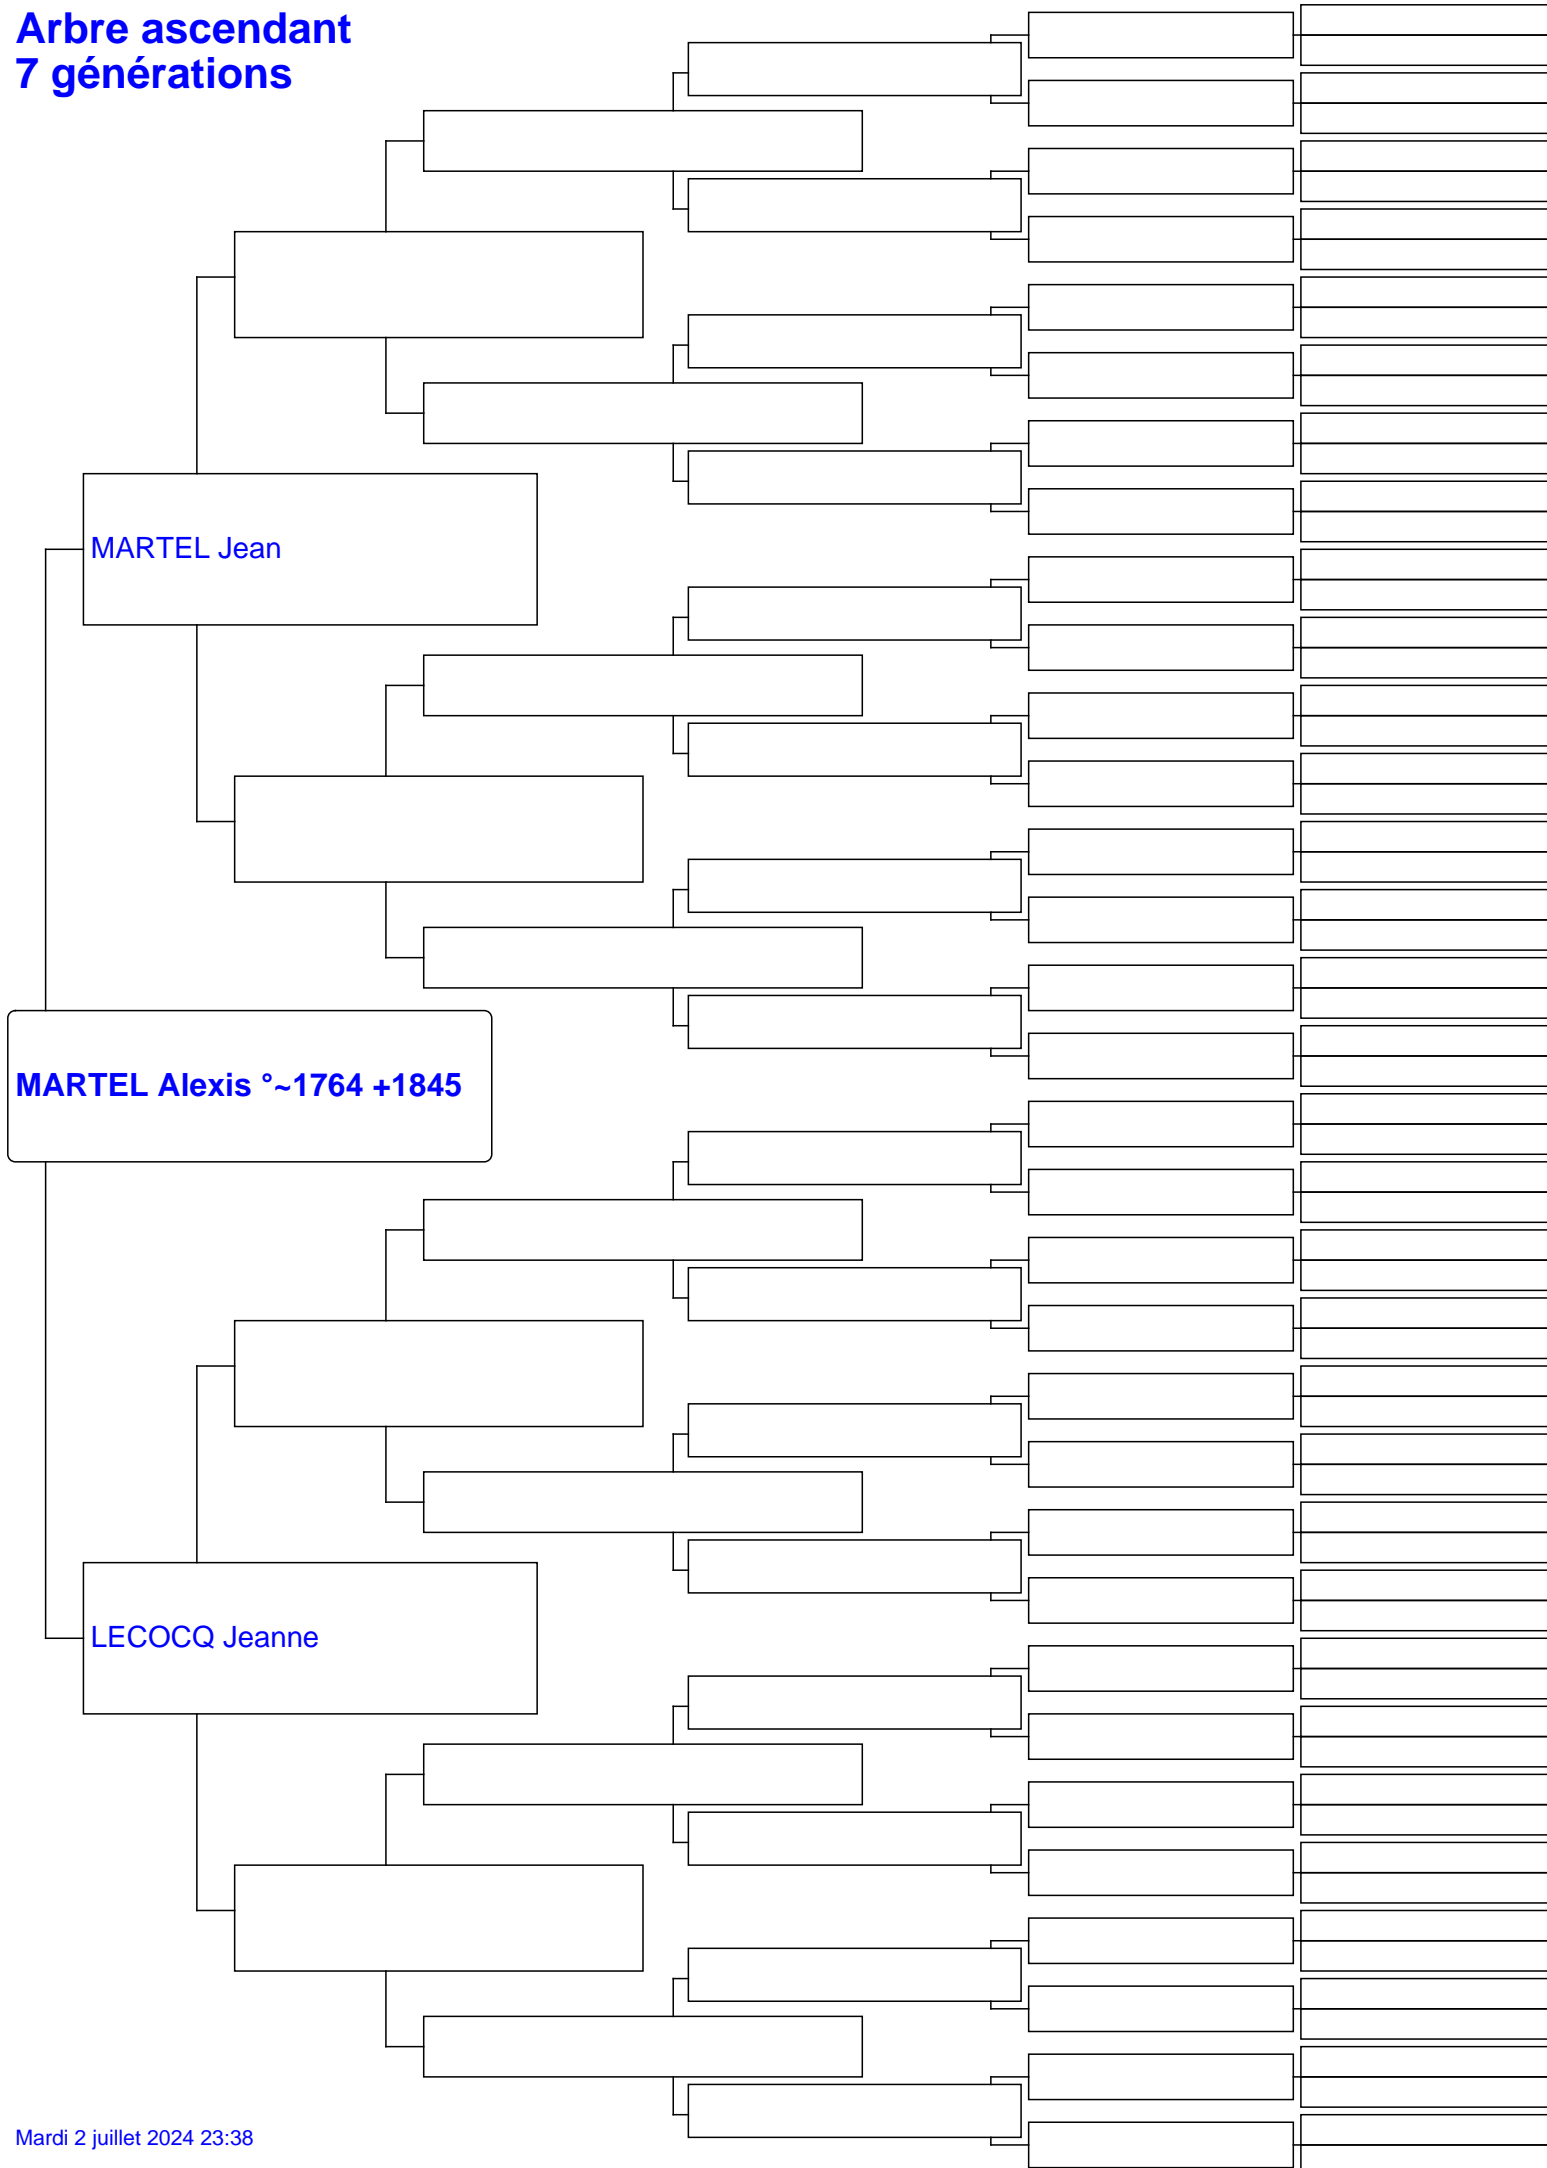 Arbre ascendant
7 générations
MARTEL Jean
MARTEL Alexis °~1764 +1845
LECOCQ Jeanne
Mardi 2 juillet 2024 23:38